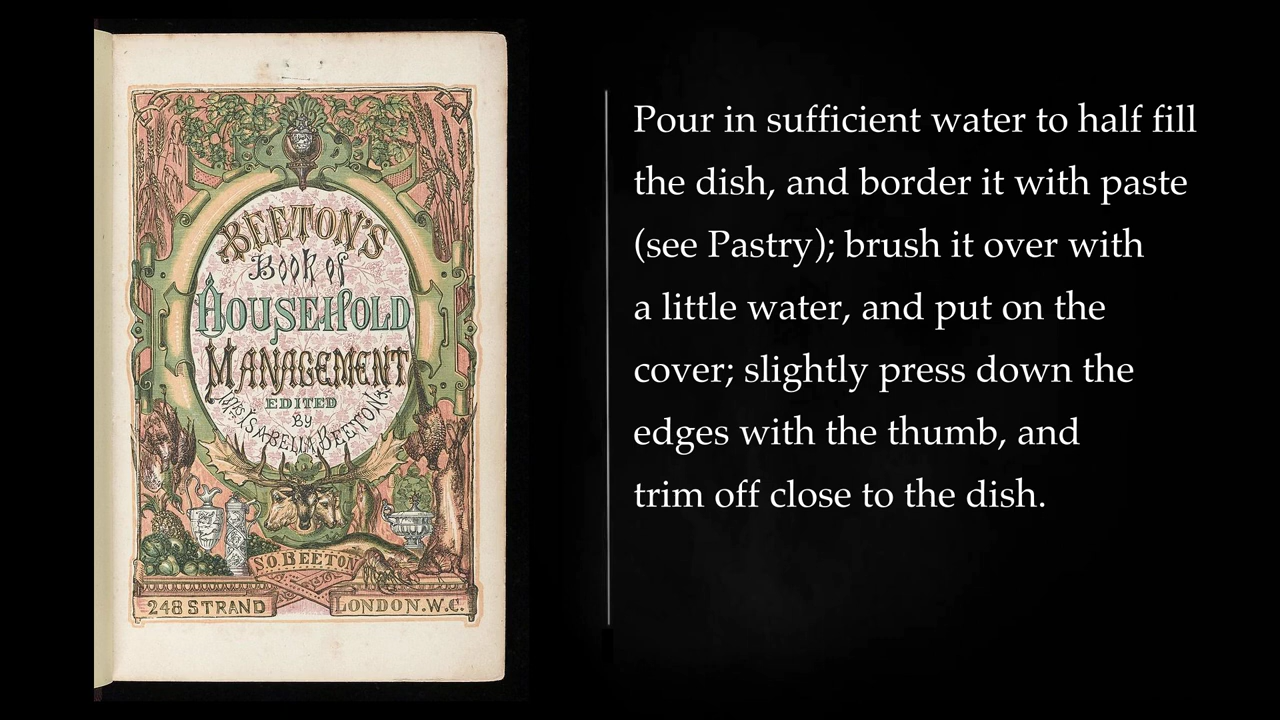 BEETON'S
Book of
HOUSEHOLD
MANAGEMENT
EDITED
By
MRS. ISABELLA BEETON.
S.O. BEETON
248 STRAND
LONDON.W.C.
Pour in sufficient water to half fill
the dish, and border it with paste
(see Pastry); brush it over with
a little water, and put on the
cover; slightly press down the
edges with the thumb, and
trim off close to the dish.